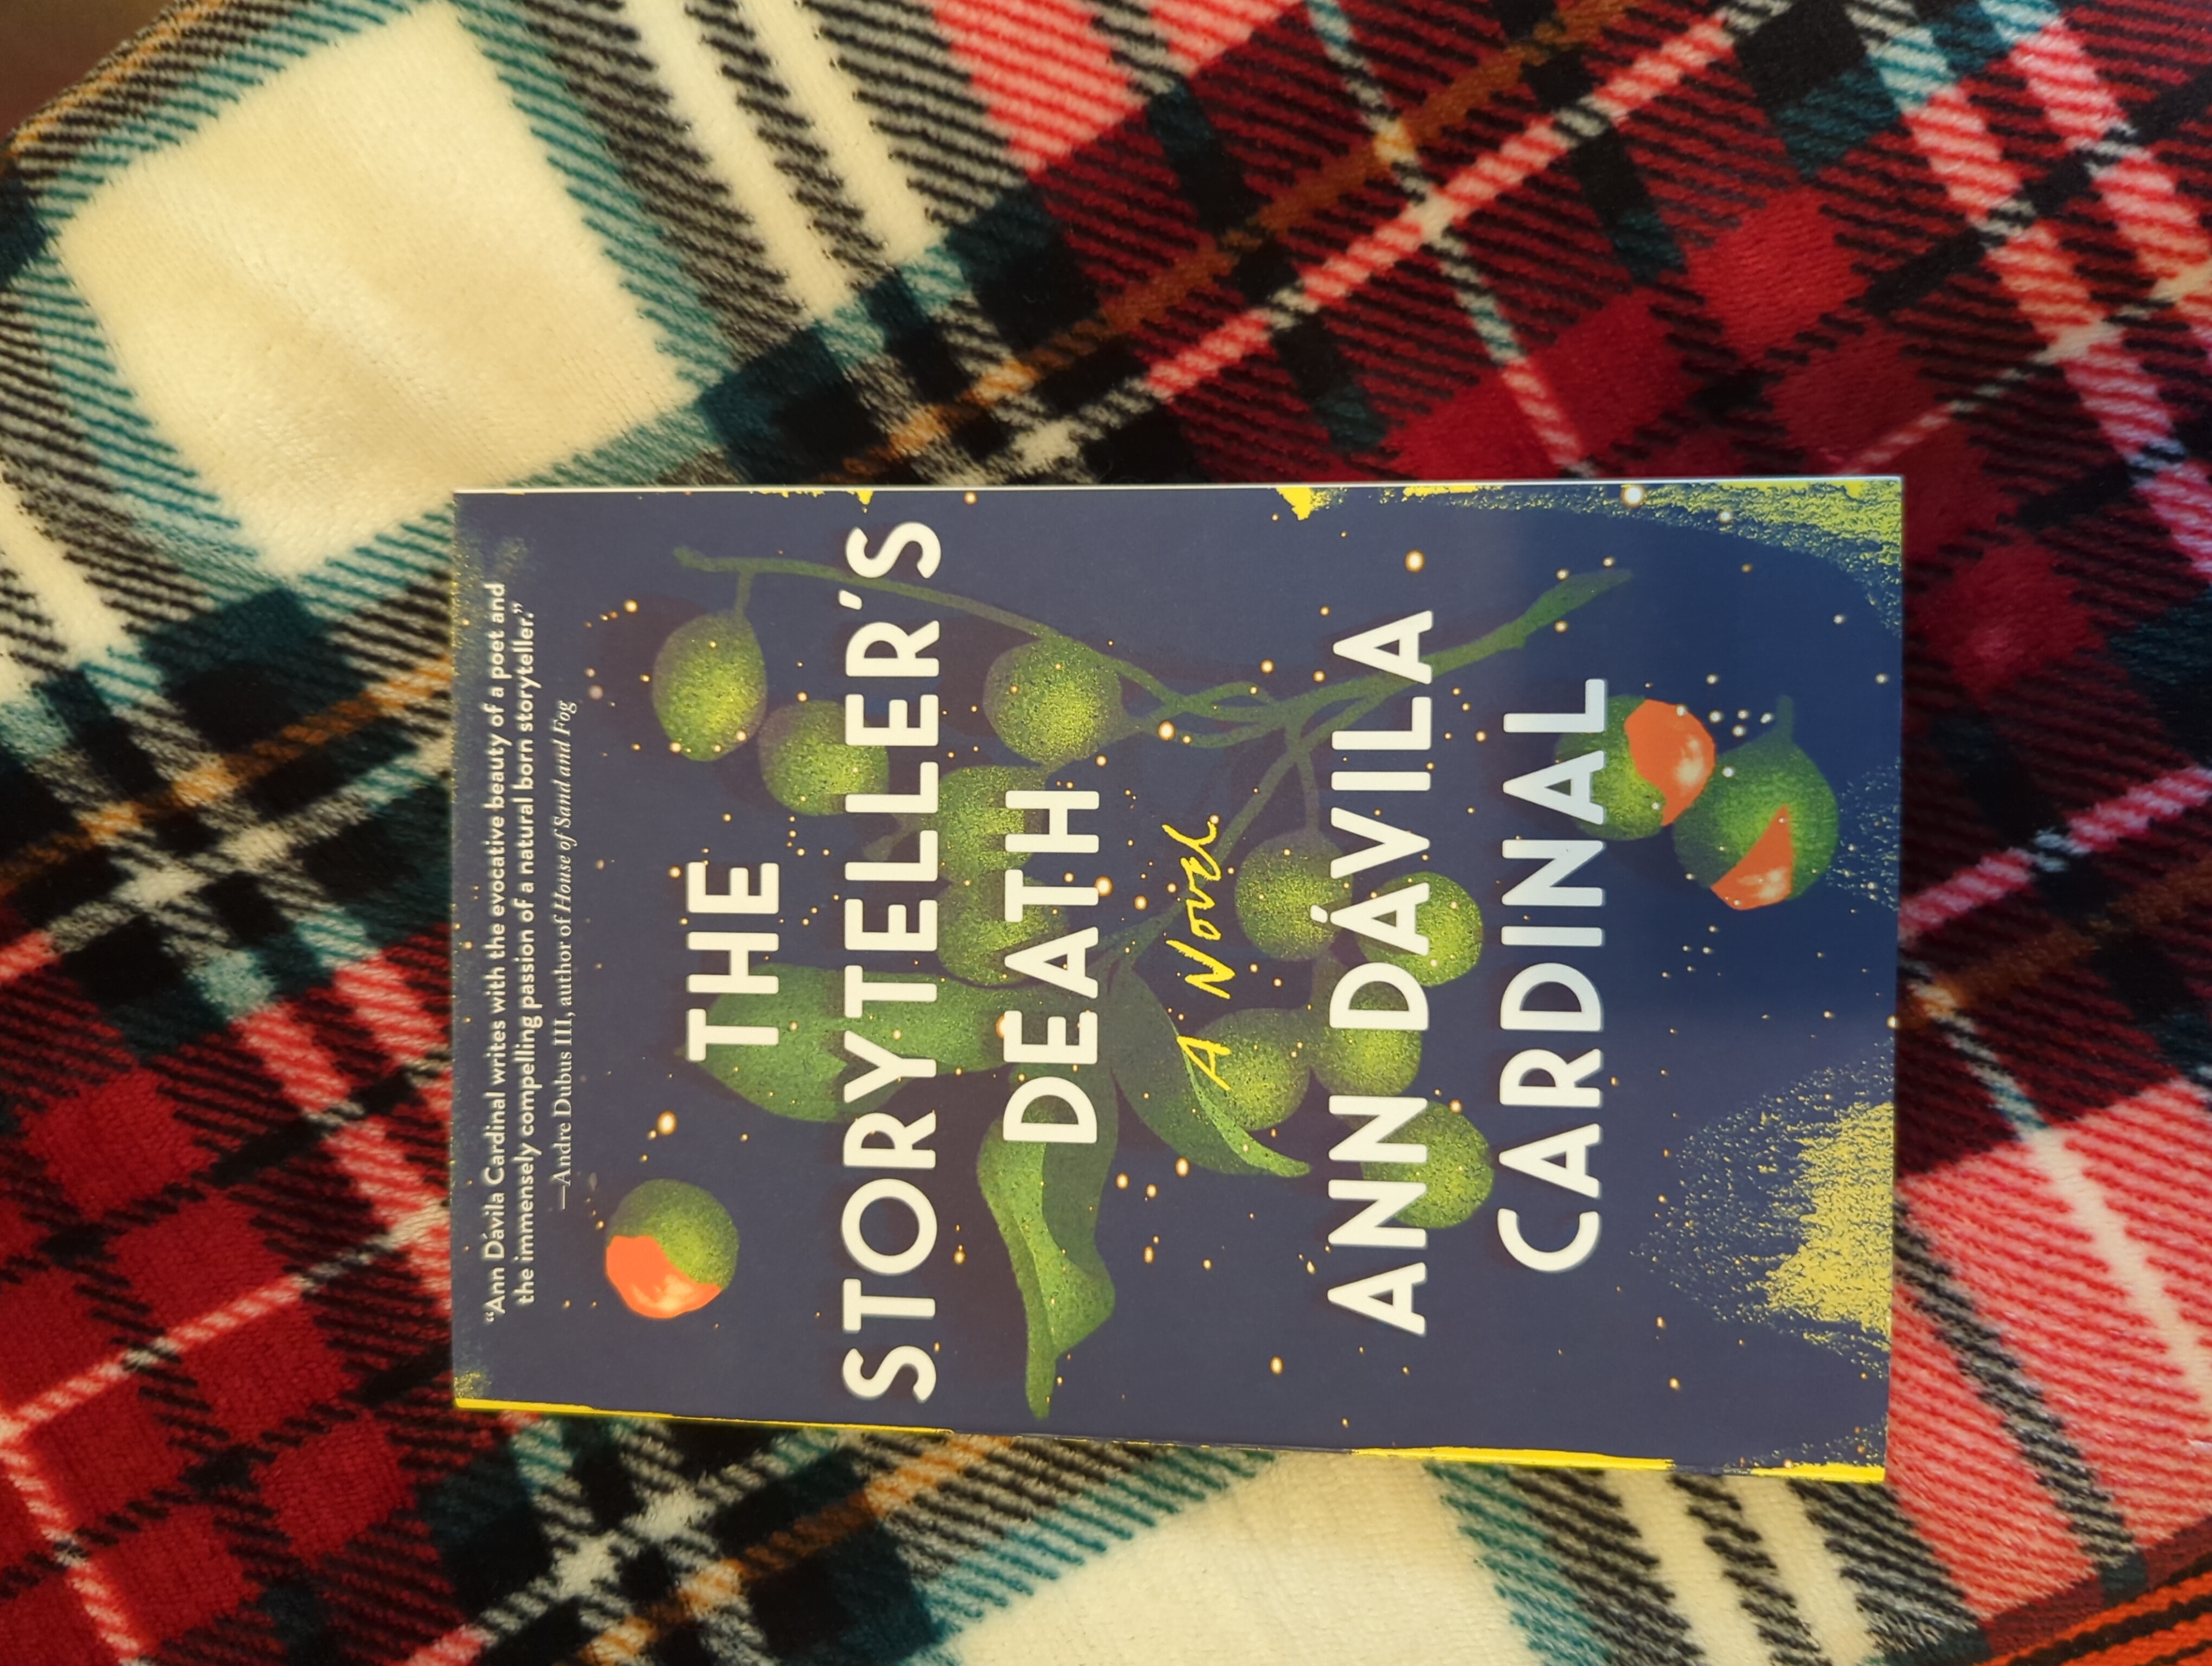 “Ann Dávila Cardinal writes with the evocative beauty of a poet and
the immensely compelling passion of a natural born storyteller.”
—Andre Dubus III, author of House of Sand and Fog
THE
STORYTELLER’S
DEATH
A Novel
ANN DÁVILA
CARDINAL